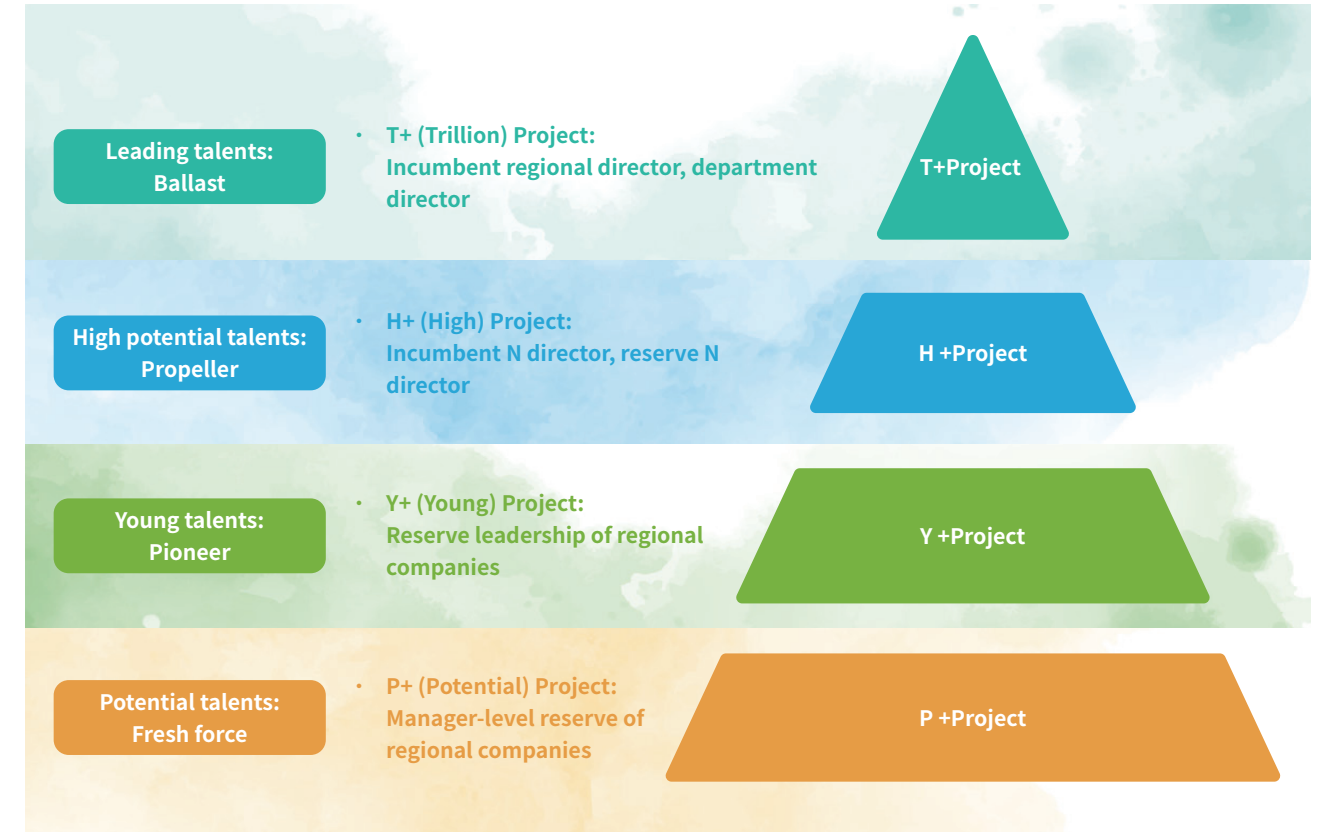 Leading talents:
Ballast
• T+ (Trillion) Project:
Incumbent regional director, department
director
T+Project
High potential talents:
Propeller
• H+ (High) Project:
Incumbent N director, reserve N
director
H +Project
Young talents:
Pioneer
• Y+ (Young) Project:
Reserve leadership of regional
companies
Y +Project
Potential talents:
Fresh force
• P+ (Potential) Project:
Manager-level reserve of
regional companies
P +Project